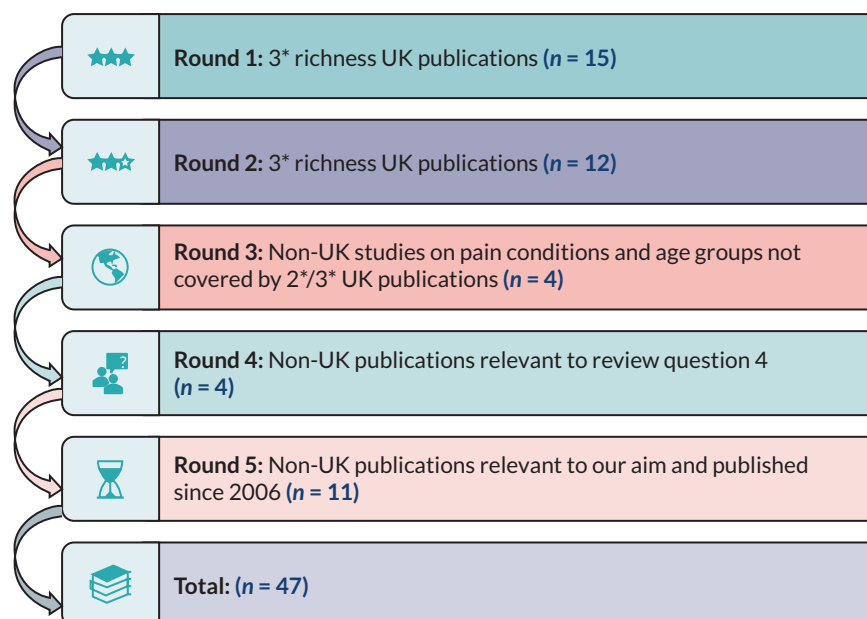 Round 1: 3* richness UK publications (n = 15)
Round 2: 3* richness UK publications (n = 12)
Round 3: Non-UK studies on pain conditions and age groups not
covered by 2*/3* UK publications (n = 4)
?
Round 4: Non-UK publications relevant to review question 4
(n = 4)
Round 5: Non-UK publications relevant to our aim and published
since 2006 (n = 11)
Total: (n = 47)